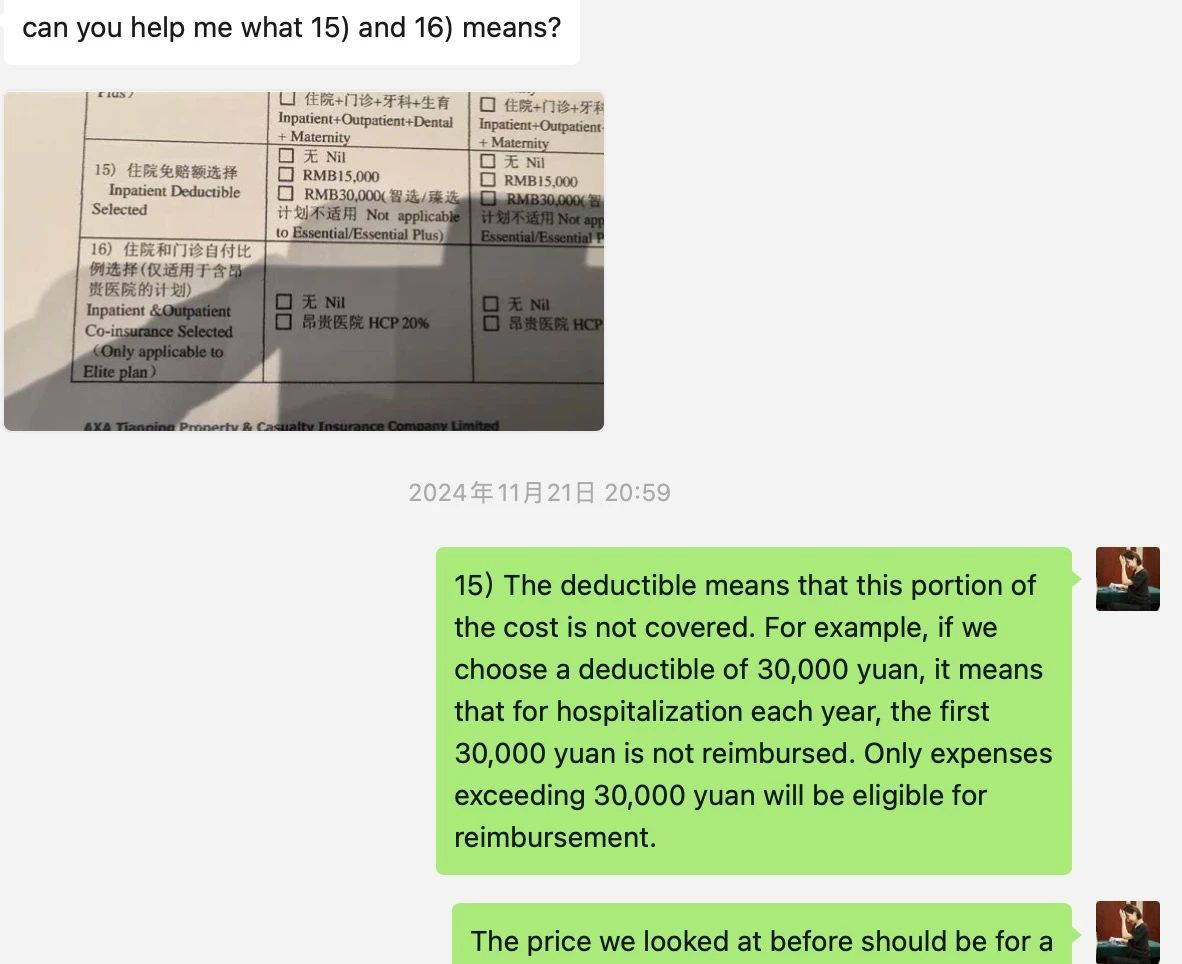 can you help me what 15) and 16) means?
□ 住院+门诊+牙科+生育
Inpatient+Outpatient+Dental
+ Maternity
□ 住院+门诊+牙科
Inpatient+Outpatient
+ Maternity
15) 住院免赔额选择
Inpatient Deductible
Selected
□ 无 Nil
□ RMB15,000
□ RMB30,000(智选/臻选
计划不适用 Not applicable
to Essential/Essential Plus)
□ 无 Nil
□ RMB15,000
□ RMB30,000(智
计划不适用 Not app
Essential/Essential P
16) 住院和门诊自付比
例选择(仅适用于含昂
贵医院的计划)
Inpatient &Outpatient
Co-insurance Selected
(Only applicable to
Elite plan)
□ 无 Nil
□ 昂贵医院 HCP 20%
□ 无 Nil
□ 昂贵医院 HCP
AXA Tianping Property & Casualty Insurance Company Limited
2024年11月21日 20:59
15) The deductible means that this portion of
the cost is not covered. For example, if we
choose a deductible of 30,000 yuan, it means
that for hospitalization each year, the first
30,000 yuan is not reimbursed. Only expenses
exceeding 30,000 yuan will be eligible for
reimbursement.
The price we looked at before should be for a